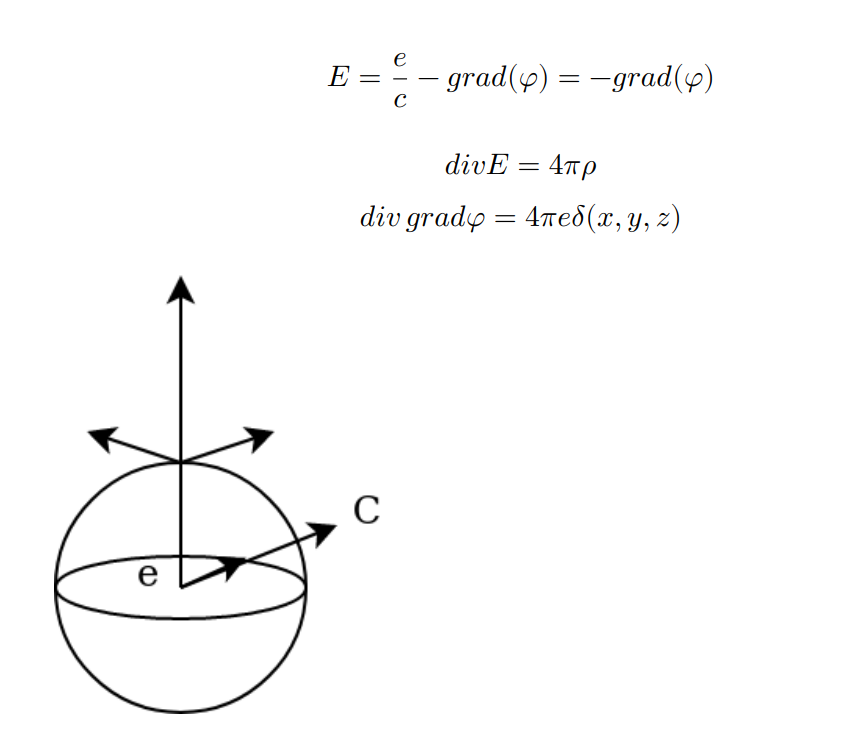 E = e/c − grad(φ) = −grad(φ)
divE = 4πρ
div gradφ = 4πeδ(x, y, z)
C
e